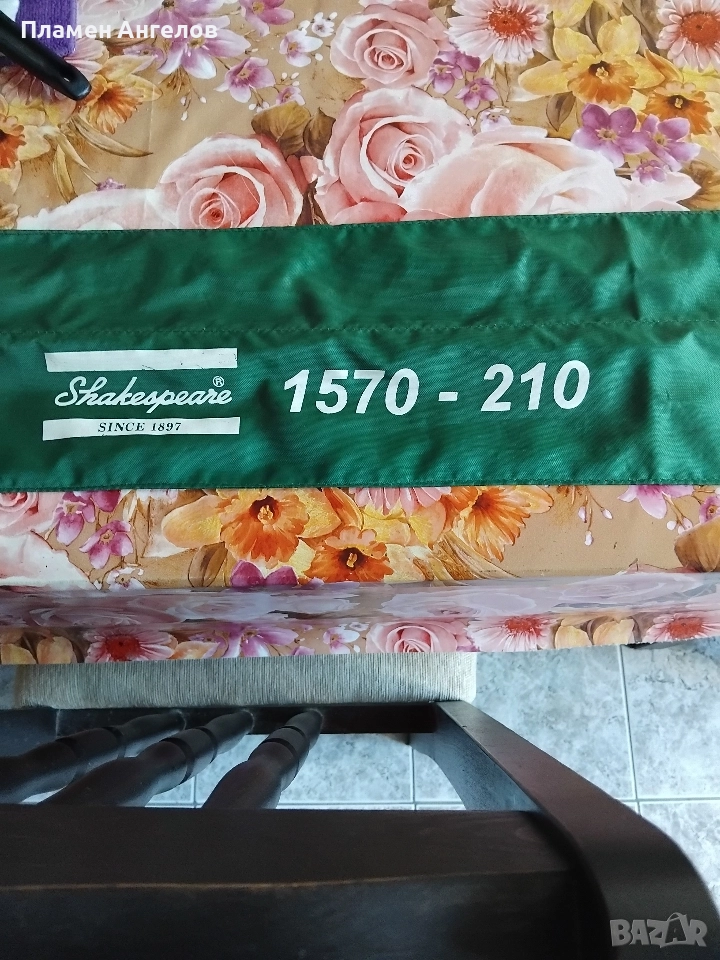 Пламен Ангелов
Shakespeare®
SINCE 1897
1570 - 210
BAZAR